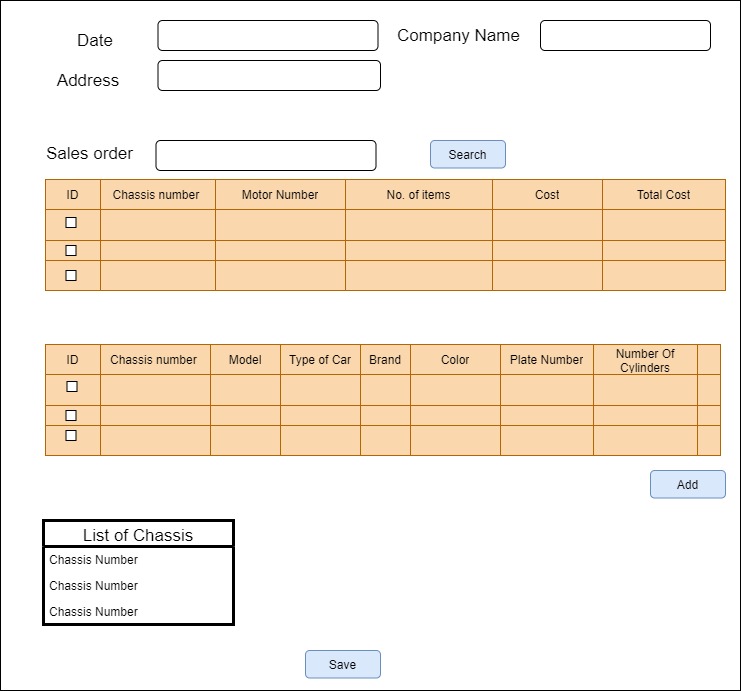 Date
Company Name
Address
Sales order
Search
ID Chassis number Motor Number No. of items Cost Total Cost
ID Chassis number Model Type of Car Brand Color Plate Number Number Of Cylinders
Add
List of Chassis
Chassis Number
Chassis Number
Chassis Number
Save